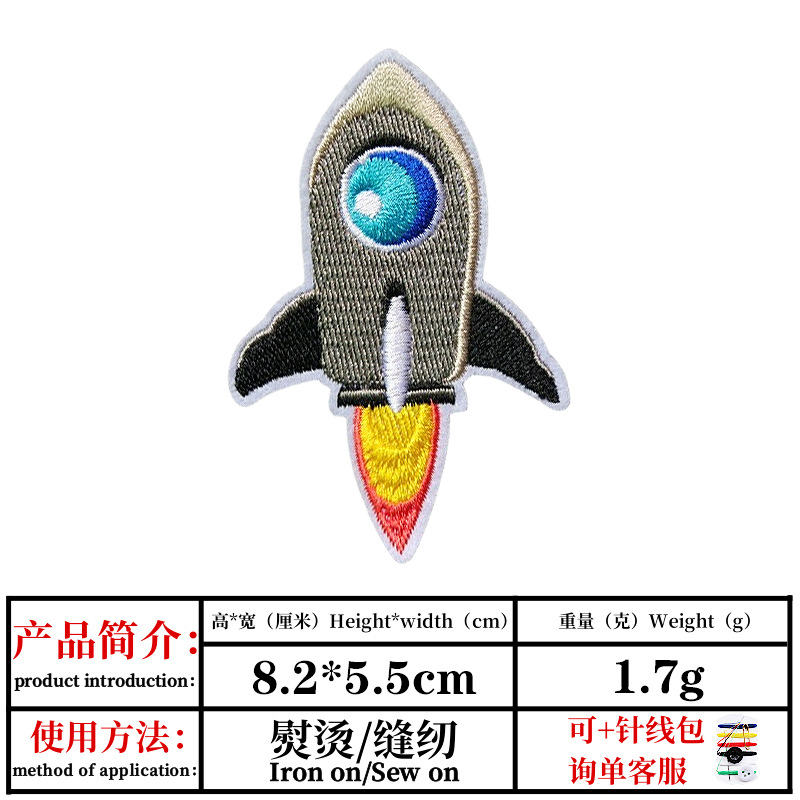 产品简介：
product introduction:
高*宽（厘米）Height*width（cm）
重量（克）Weight（g）
8.2*5.5cm
1.7g
使用方法：
method of application:
熨烫/缝纫
Iron on/Sew on
可+针线包
询单客服